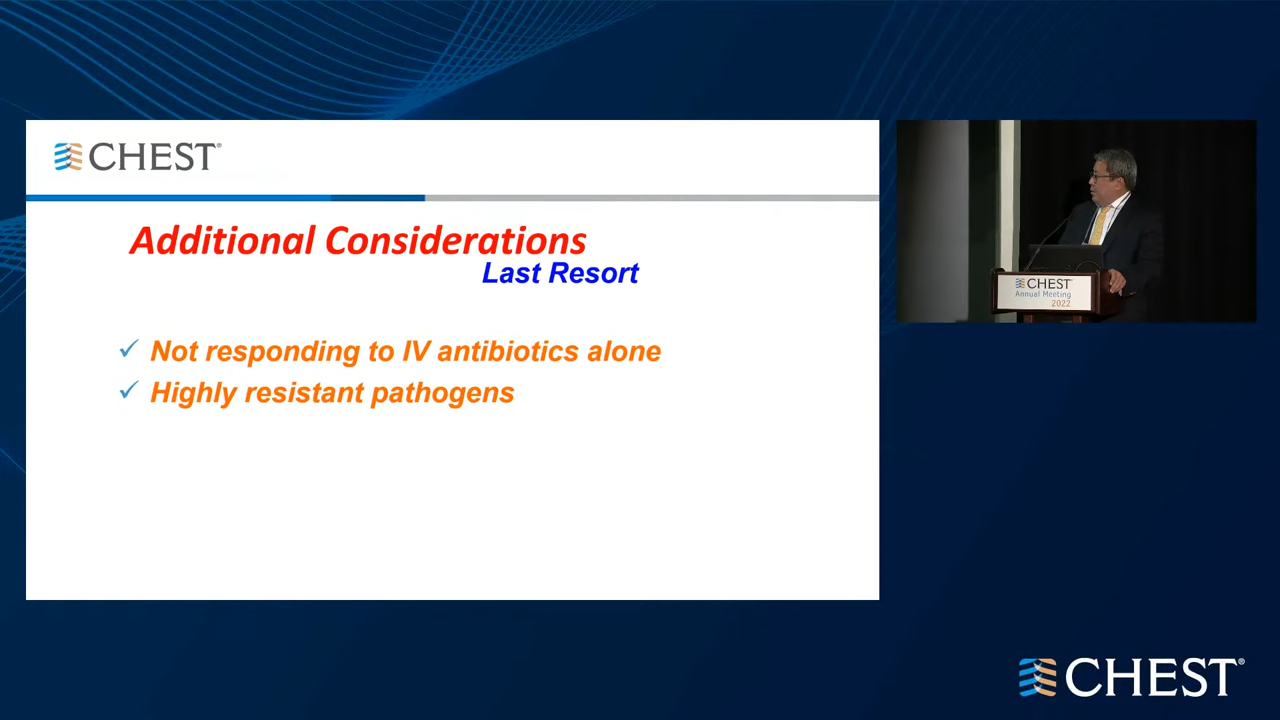 CHEST®
Additional Considerations
Last Resort
✓ Not responding to IV antibiotics alone
✓ Highly resistant pathogens
CHEST
Annual Meeting
2022
CHEST®